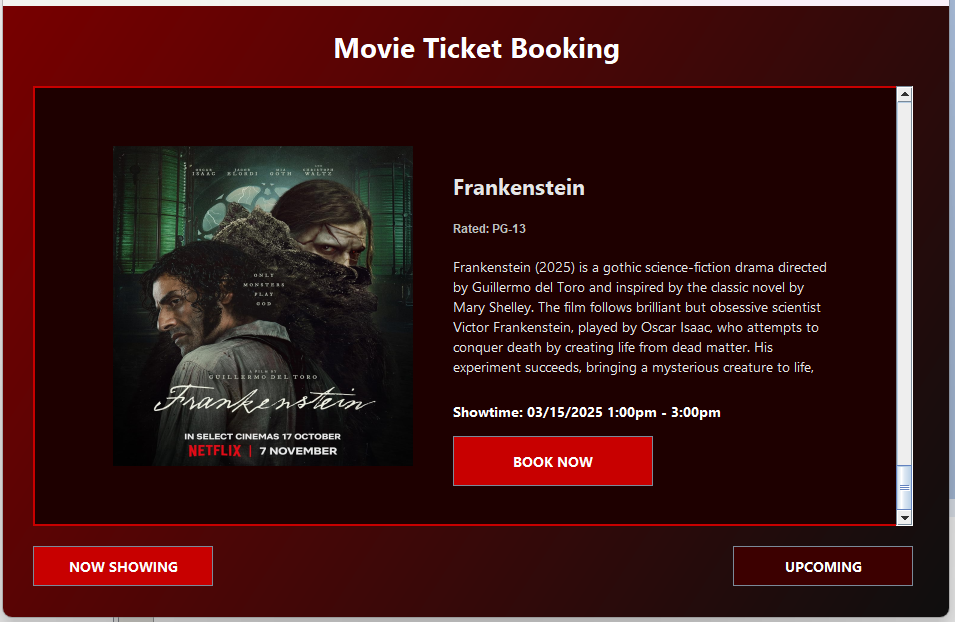 Movie Ticket Booking
OSCAR ISAAC JACOB ELORDI MIA GOTH AND CHRISTOPH WALTZ
ONLY
MONSTERS
PLAY
GOD
A FILM BY
GUILLERMO DEL TORO
Frankenstein
IN SELECT CINEMAS 17 OCTOBER
NETFLIX | 7 NOVEMBER
Frankenstein
Rated: PG-13
Frankenstein (2025) is a gothic science-fiction drama directed
by Guillermo del Toro and inspired by the classic novel by
Mary Shelley. The film follows brilliant but obsessive scientist
Victor Frankenstein, played by Oscar Isaac, who attempts to
conquer death by creating life from dead matter. His
experiment succeeds, bringing a mysterious creature to life,
Showtime: 03/15/2025 1:00pm - 3:00pm
BOOK NOW
NOW SHOWING
UPCOMING